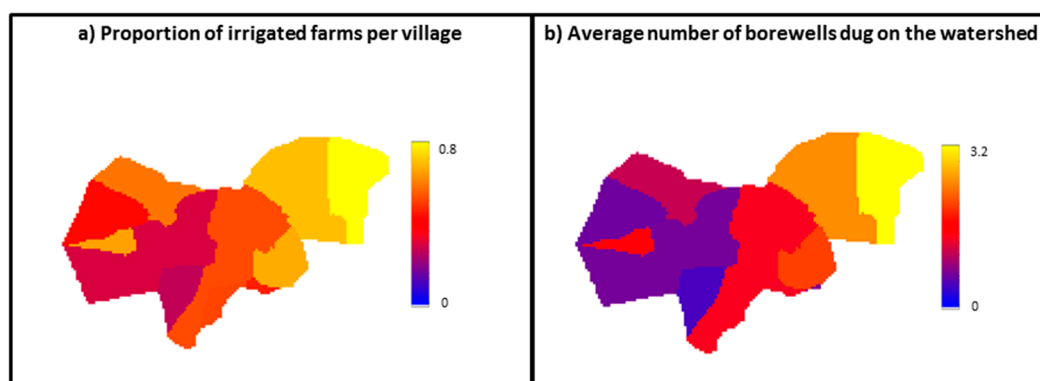 a) Proportion of irrigated farms per village
0.8
0
b) Average number of borewells dug on the watershed
3.2
0